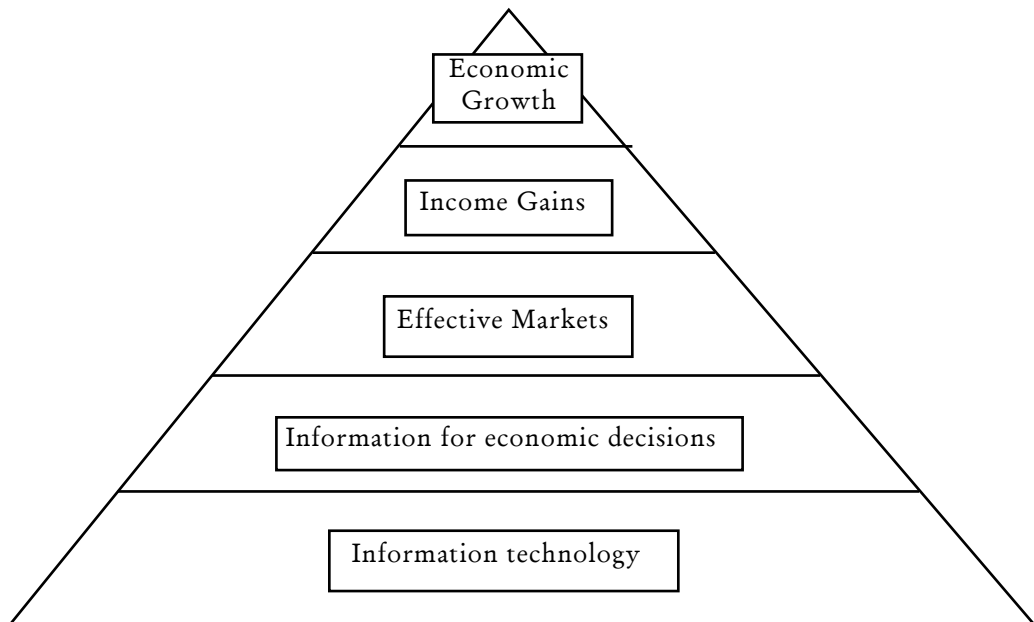 Economic
Growth
Income Gains
Effective Markets
Information for economic decisions
Information technology